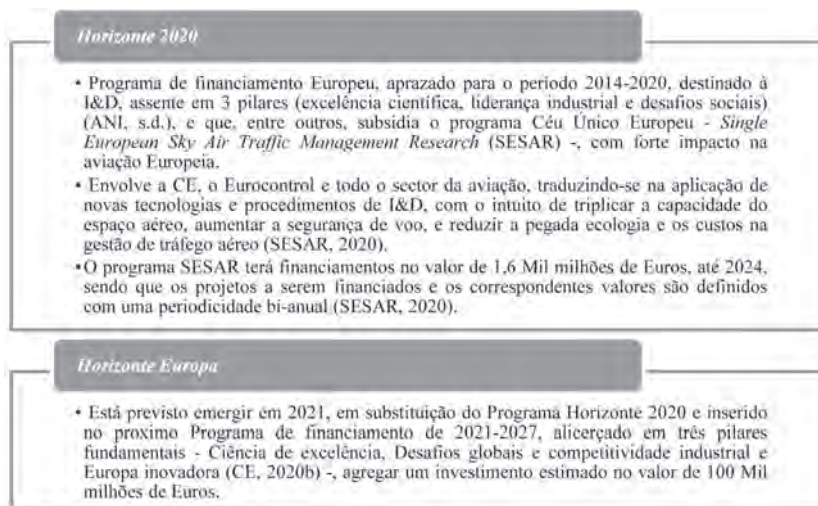 Horizonte 2020
• Programa de financiamento Europeu, aprazado para o período 2014-2020, destinado à
I&D, assente em 3 pilares (excelência científica, liderança industrial e desafios sociais)
(ANI, s.d.), e que, entre outros, subsidia o programa Céu Único Europeu - Single
European Sky Air Traffic Management Research (SESAR) -, com forte impacto na
aviação Europeia.
• Envolve a CE, o Eurocontrol e todo o sector da aviação, traduzindo-se na aplicação de
novas tecnologias e procedimentos de I&D, com o intuito de triplicar a capacidade do
espaço aéreo, aumentar a segurança de voo, e reduzir a pegada ecologia e os custos na
gestão de tráfego aéreo (SESAR, 2020).
•O programa SESAR terá financiamentos no valor de 1,6 Mil milhões de Euros, até 2024,
sendo que os projetos a serem financiados e os correspondentes valores são definidos
com uma periodicidade bi-anual (SESAR, 2020).
Horizonte Europa
• Está previsto emergir em 2021, em substituição do Programa Horizonte 2020 e inserido
no proximo Programa de financiamento de 2021-2027, alicerçado em três pilares
fundamentais - Ciência de excelência, Desafios globais e competitividade industrial e
Europa inovadora (CE, 2020b) -, agregar um investimento estimado no valor de 100 Mil
milhões de Euros.